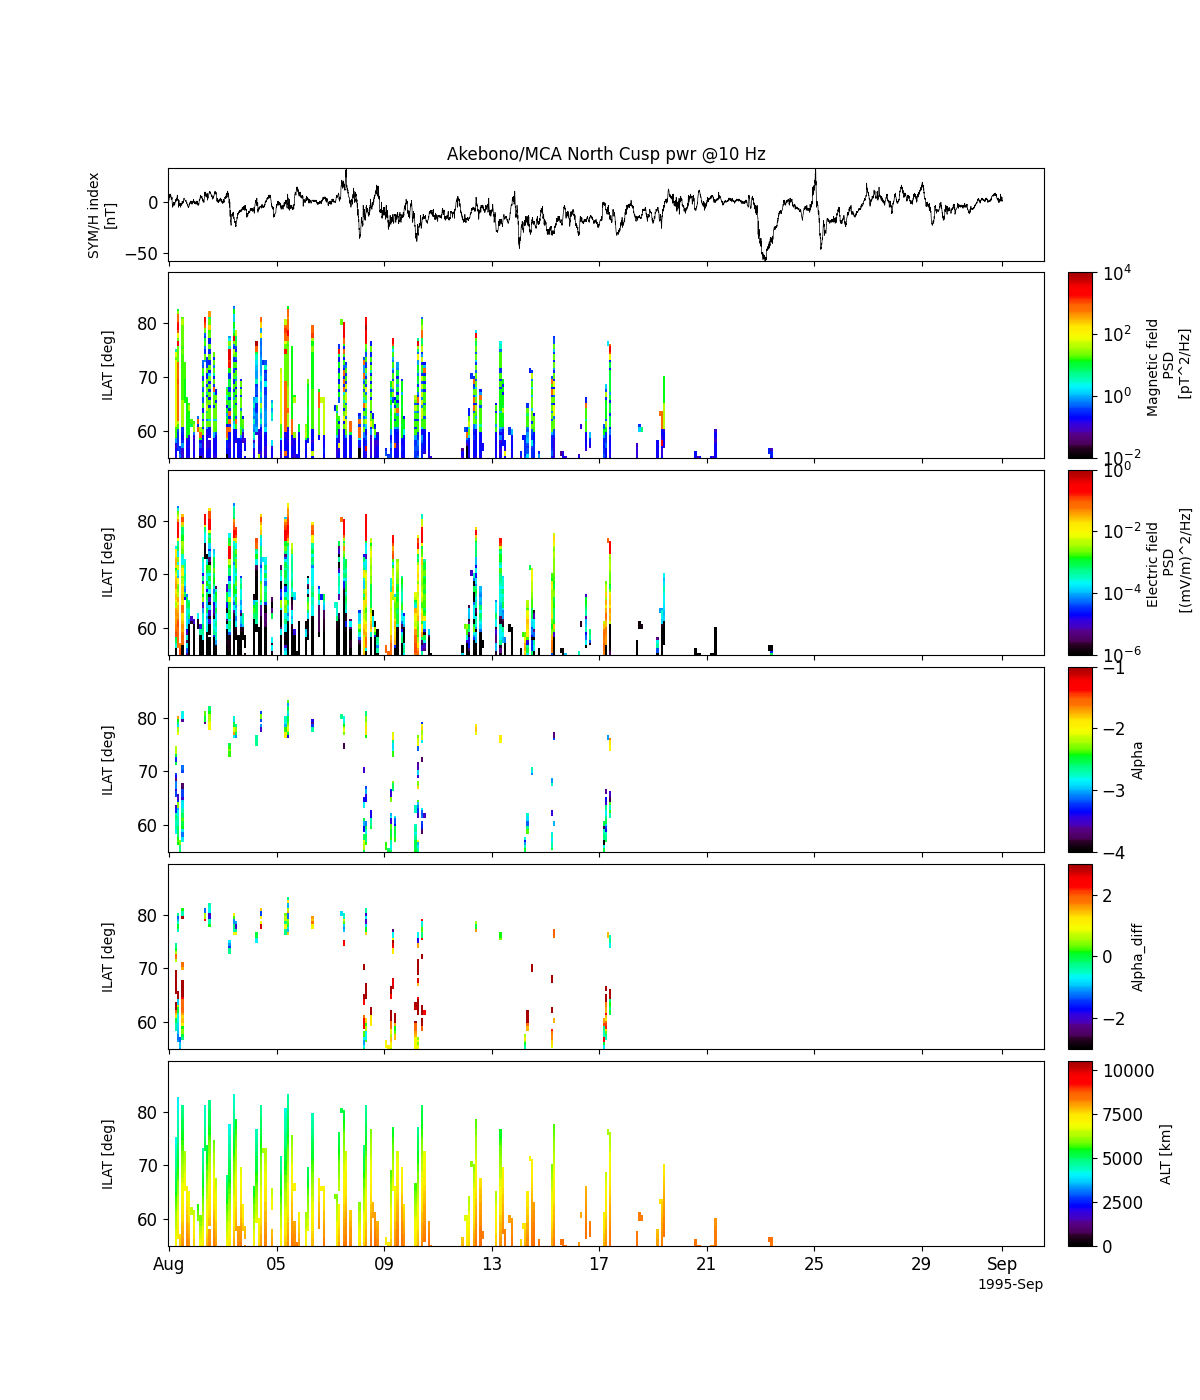 Akebono/MCA North Cusp pwr @10 Hz
SYM/H index
[nT]
0
−50
ILAT [deg]
80
70
60
10^4
10^2
10^0
10^-2
Magnetic field
PSD
[pT^2/Hz]
ILAT [deg]
80
70
60
10^0
10^-2
10^-4
10^-6
Electric field
PSD
[(mV/m)^2/Hz]
ILAT [deg]
80
70
60
−1
−2
−3
−4
Alpha
ILAT [deg]
80
70
60
2
0
−2
Alpha_diff
ILAT [deg]
80
70
60
10000
7500
5000
2500
0
ALT [km]
Aug 05 09 13 17 21 25 29 Sep
1995-Sep